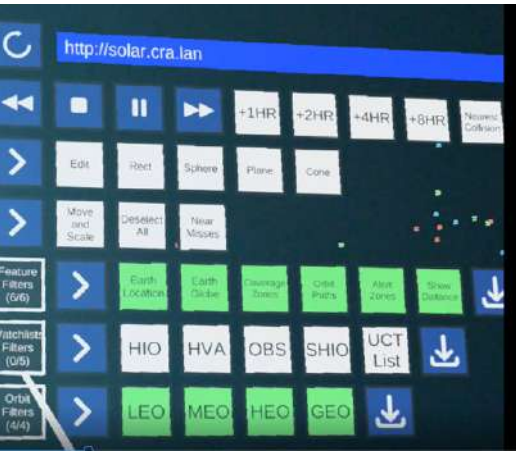 http://solar.cra.lan
+1HR +2HR +4HR +8HR Nearest Collision
Edit Rect Sphere Plane Cone
Move and Scale Deselect All Near Misses
Feature Filters (6/6) Earth Location Earth Globe Coverage Zones Orbit Paths Alert Zones Show Distance
Watchlists Filters (0/5) HIO HVA OBS SHIO UCT List
Orbit Filters (4/4) LEO MEO HEO GEO